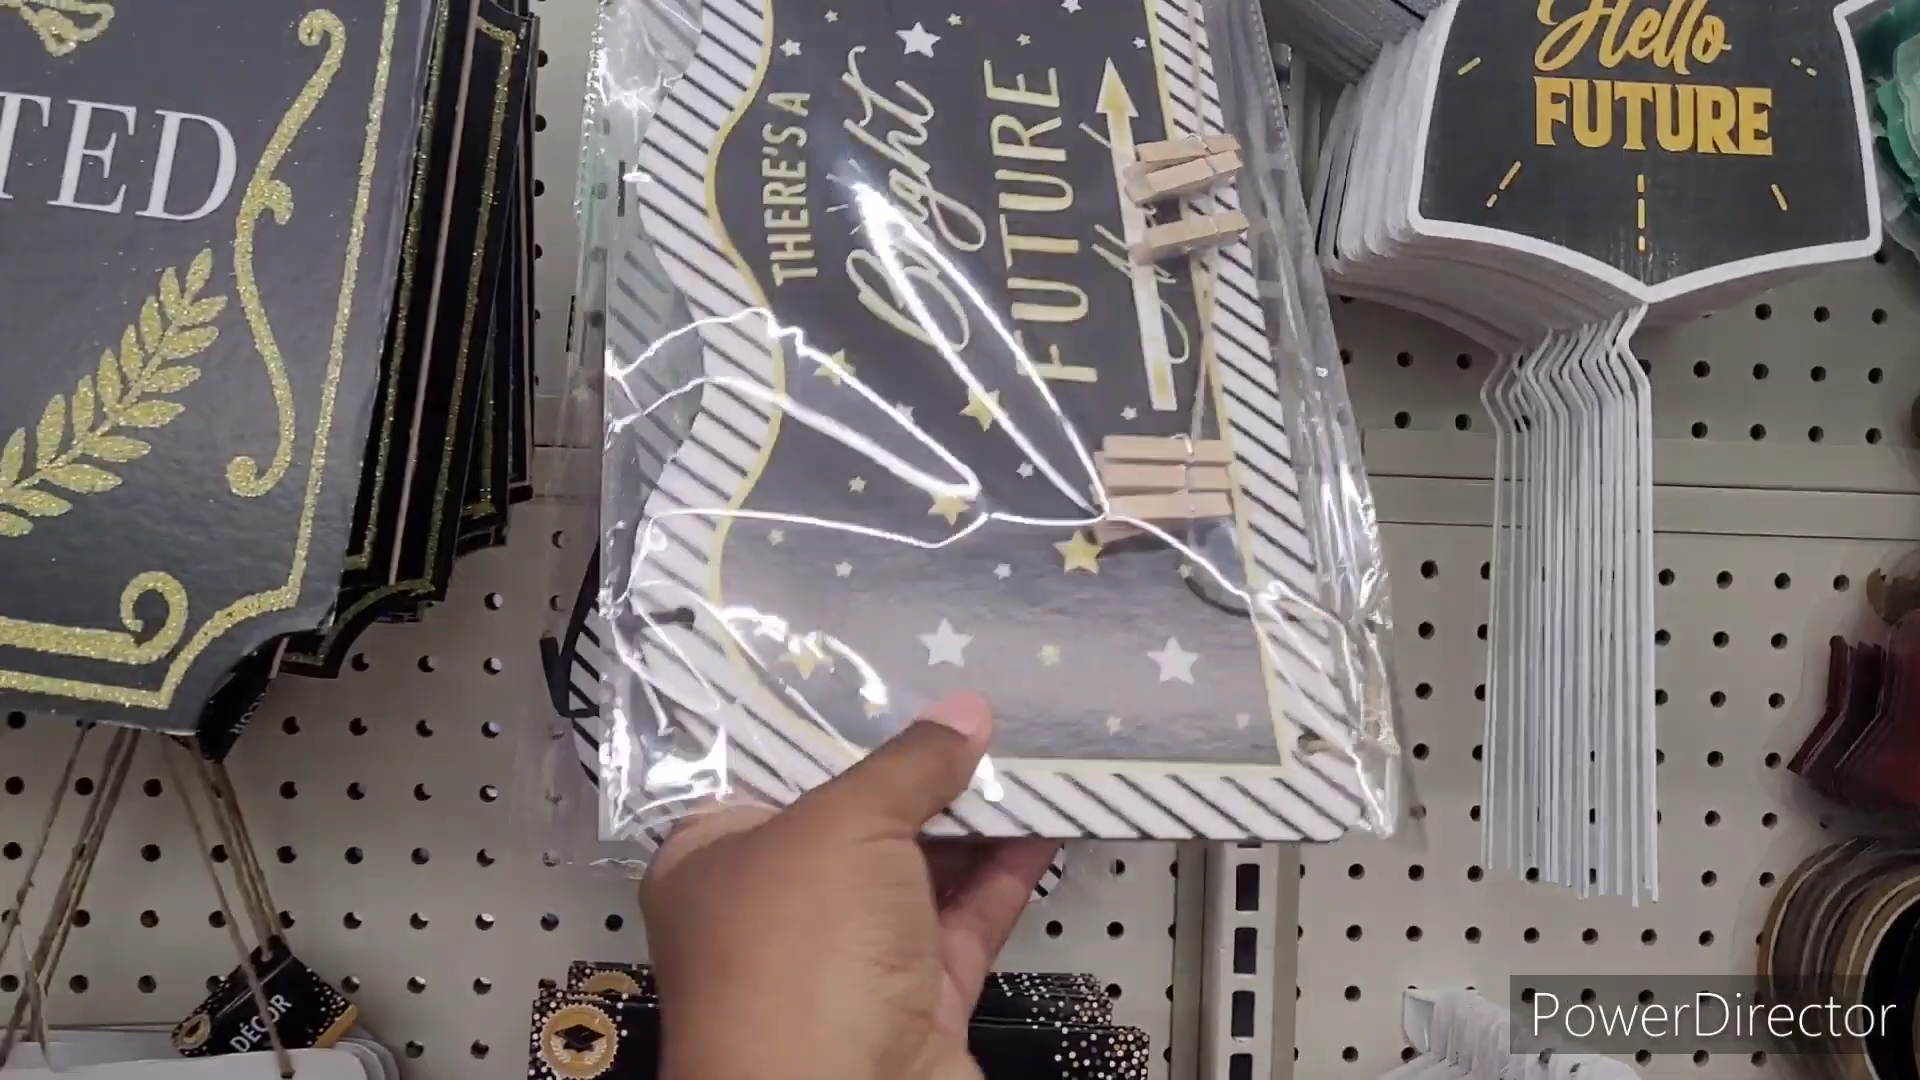 TED
THERE'S A
Bright
FUTURE
Hello
FUTURE
DÉCOR
PowerDirector